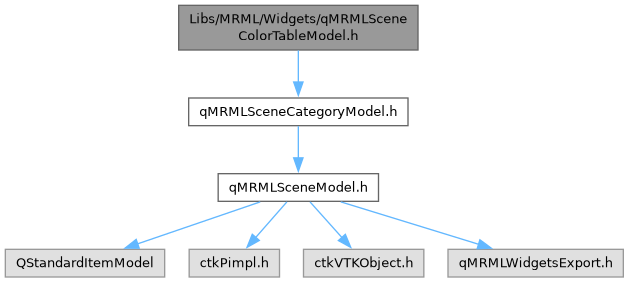 Libs/MRML/Widgets/qMRMLScene
ColorTableModel.h
qMRMLSceneCategoryModel.h
qMRMLSceneModel.h
QStandardItemModel
ctkPimpl.h
ctkVTKObject.h
qMRMLWidgetsExport.h